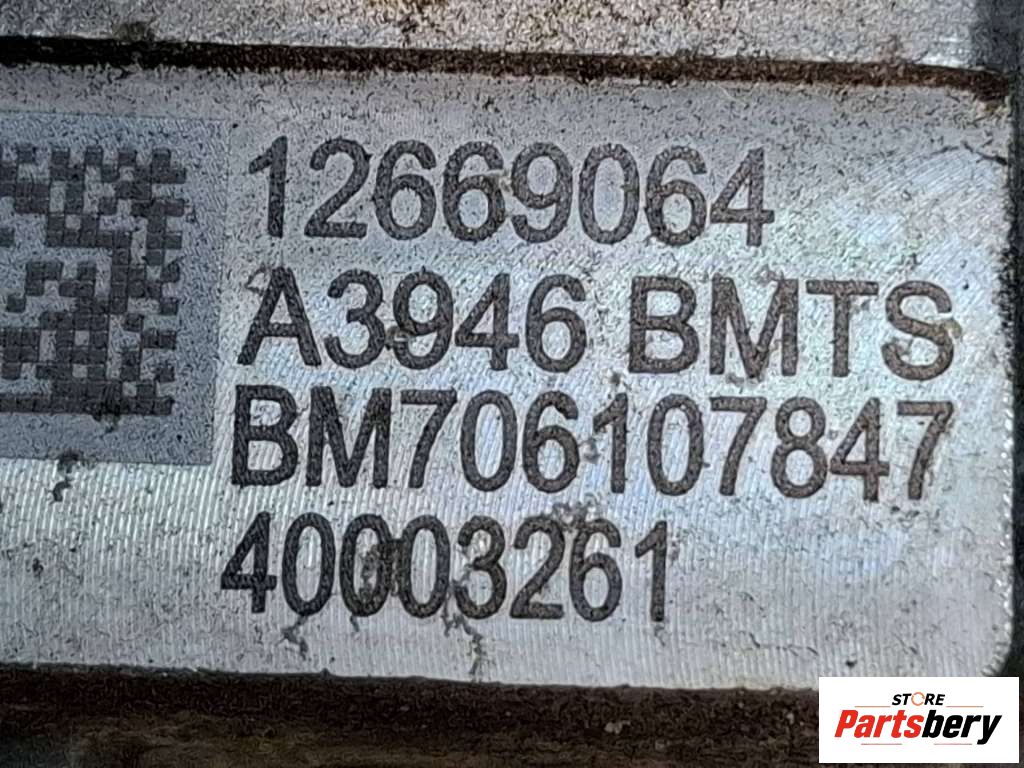 12669064
A3946 BMTS
BM706107847
40003261
STORE
Partsbery